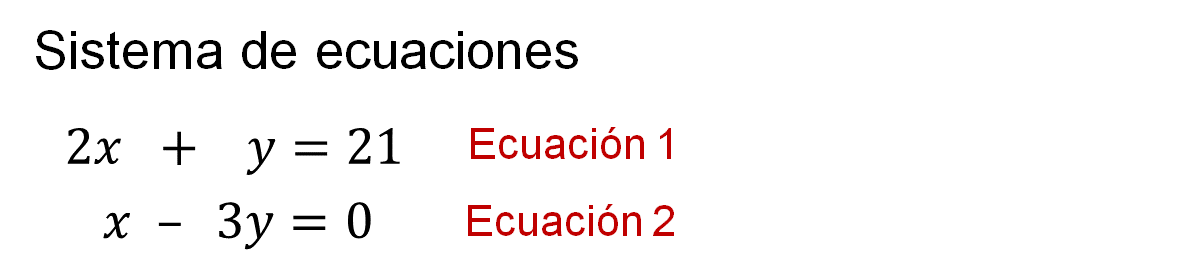 Sistema de ecuaciones
2x + y = 21 Ecuación 1
x – 3y = 0 Ecuación 2